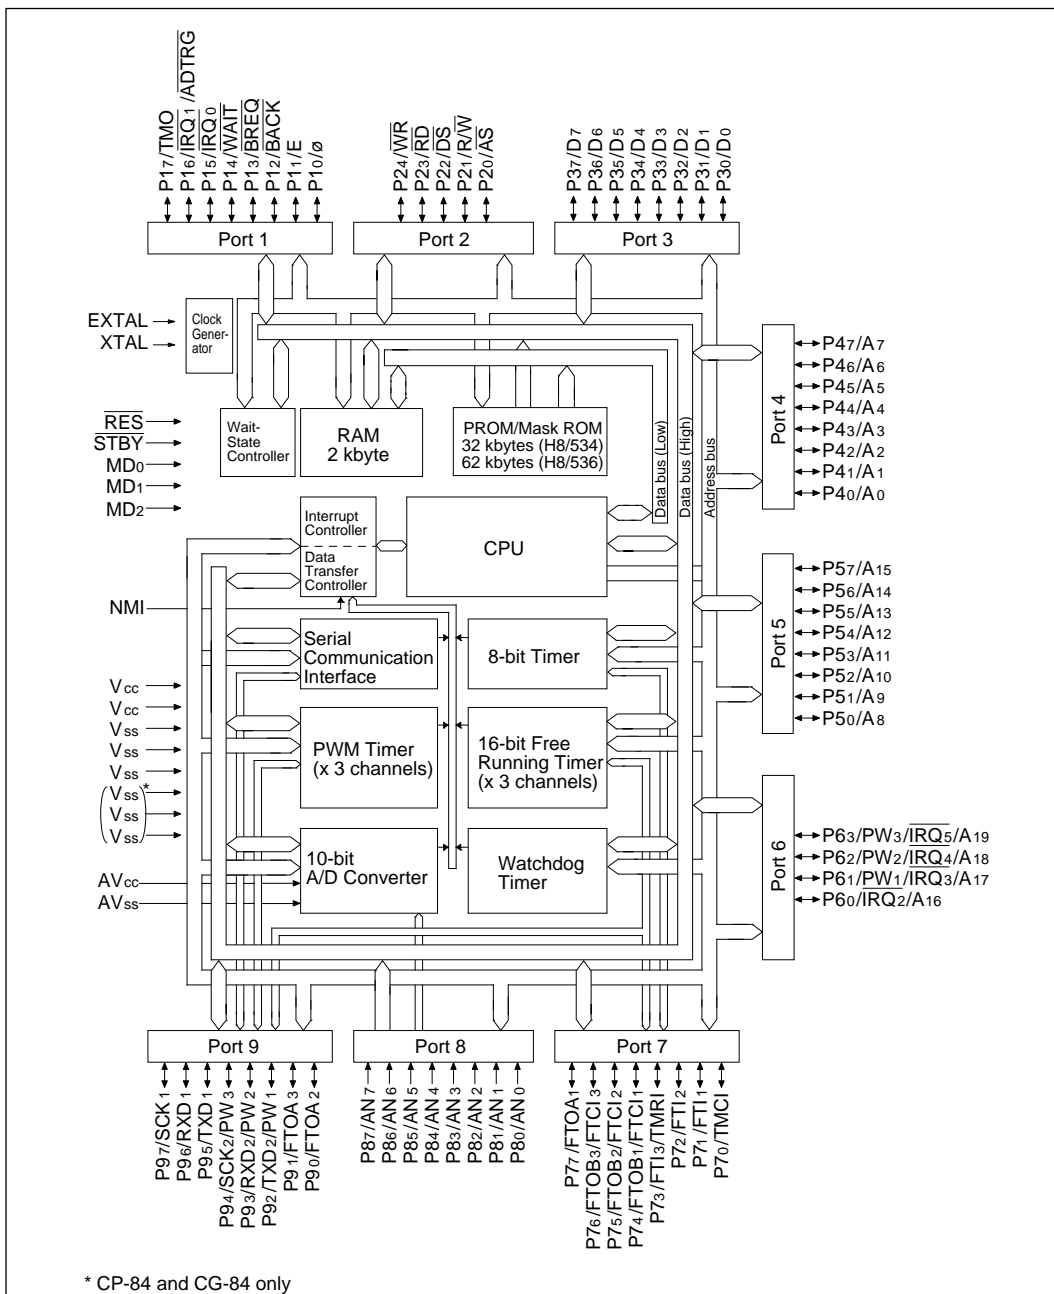 P17/TMO
P16/IRQ1/ADTRG
P15/IRQ0
P14/WAIT
P13/BREQ
P12/BACK
P11/E
P10/ø
P24/WR
P23/RD
P22/DS
P21/R/W
P20/AS
P37/D7
P36/D6
P35/D5
P34/D4
P33/D3
P32/D2
P31/D1
P30/D0
Port 1
Port 2
Port 3
EXTAL
XTAL
Clock
Gener-
ator
P47/A7
P46/A6
P45/A5
P44/A4
P43/A3
P42/A2
P41/A1
P40/A0
Port 4
RES
STBY
MD0
MD1
MD2
Wait-
State
Controller
RAM
2 kbyte
PROM/Mask ROM
32 kbytes (H8/534)
62 kbytes (H8/536)
Data bus (Low)
Data bus (High)
Address bus
Interrupt
Controller
Data
Transfer
Controller
CPU
NMI
Port 5
P57/A15
P56/A14
P55/A13
P54/A12
P53/A11
P52/A10
P51/A9
P50/A8
Serial
Communication
Interface
8-bit Timer
Vcc
Vcc
Vss
Vss
Vss
Vss*
Vss
Vss
PWM Timer
(x 3 channels)
16-bit Free
Running Timer
(x 3 channels)
Port 6
P63/PW3/IRQ5/A19
P62/PW2/IRQ4/A18
P61/PW1/IRQ3/A17
P60/IRQ2/A16
10-bit
A/D Converter
Watchdog
Timer
AVcc
AVss
Port 9
Port 8
Port 7
P97/SCK1
P96/RXD1
P95/TXD1
P94/SCK2/PW3
P93/RXD2/PW2
P92/TXD2/PW1
P91/FTOA3
P90/FTOA2
P87/AN7
P86/AN6
P85/AN5
P84/AN4
P83/AN3
P82/AN2
P81/AN1
P80/AN0
P77/FTOA1
P76/FTOB3/FTCI3
P75/FTOB2/FTCI2
P74/FTOB1/FTCI1
P73/FTI3/TMRI
P72/FTI2
P71/FTI1
P70/TMCI
* CP-84 and CG-84 only